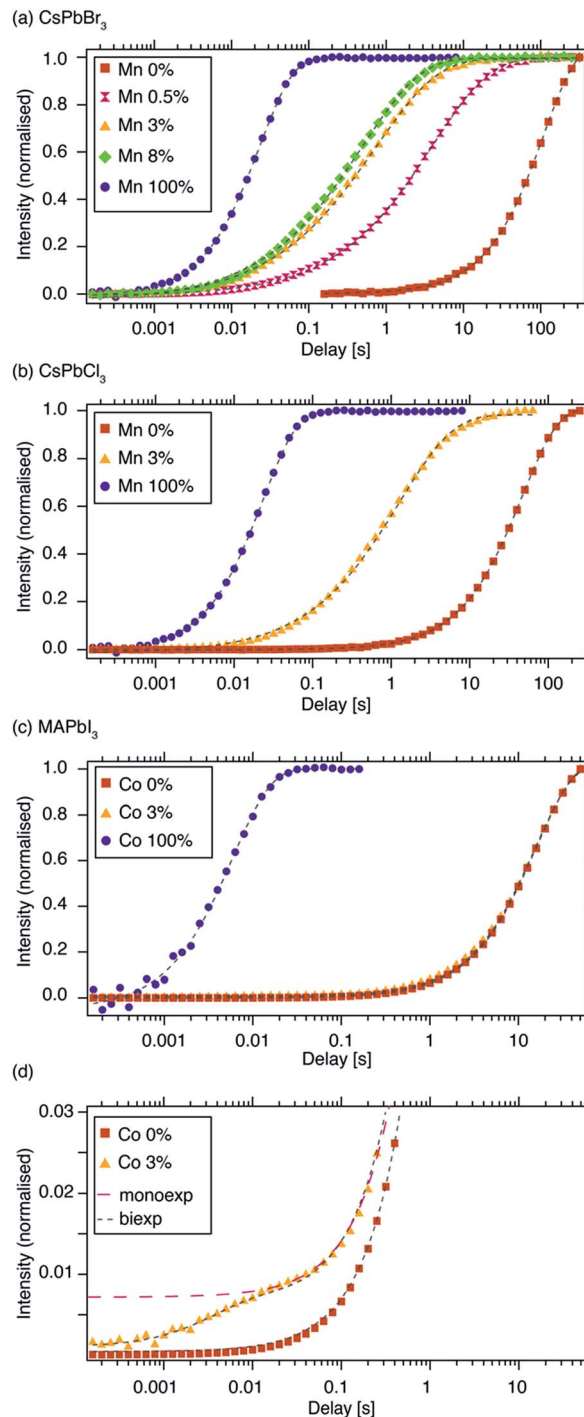 (a) CsPbBr3
Mn 0%
Mn 0.5%
Mn 3%
Mn 8%
Mn 100%
Intensity (normalised)
1.0
0.8
0.6
0.4
0.2
0.0
0.001 0.01 0.1 1 10 100
Delay [s]
(b) CsPbCl3
Mn 0%
Mn 3%
Mn 100%
Intensity (normalised)
1.0
0.8
0.6
0.4
0.2
0.0
0.001 0.01 0.1 1 10 100
Delay [s]
(c) MAPbI3
Co 0%
Co 3%
Co 100%
Intensity (normalised)
1.0
0.8
0.6
0.4
0.2
0.0
0.001 0.01 0.1 1 10
Delay [s]
(d)
Co 0%
Co 3%
monoexp
biexp
Intensity (normalised)
0.03
0.02
0.01
0.001 0.01 0.1 1 10
Delay [s]